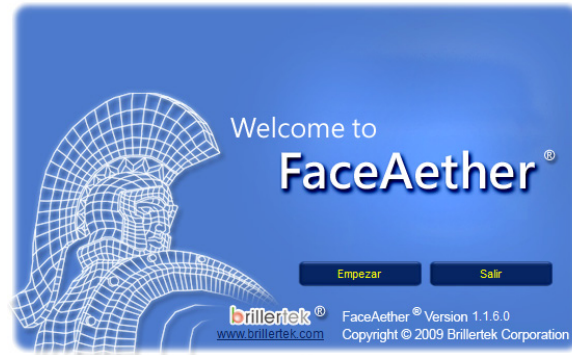 Welcome to
FaceAether ®
Empezar Salir
brillertek ® FaceAether ® Version 1.1.6.0
www.brillertek.com Copyright © 2009 Brillertek Corporation